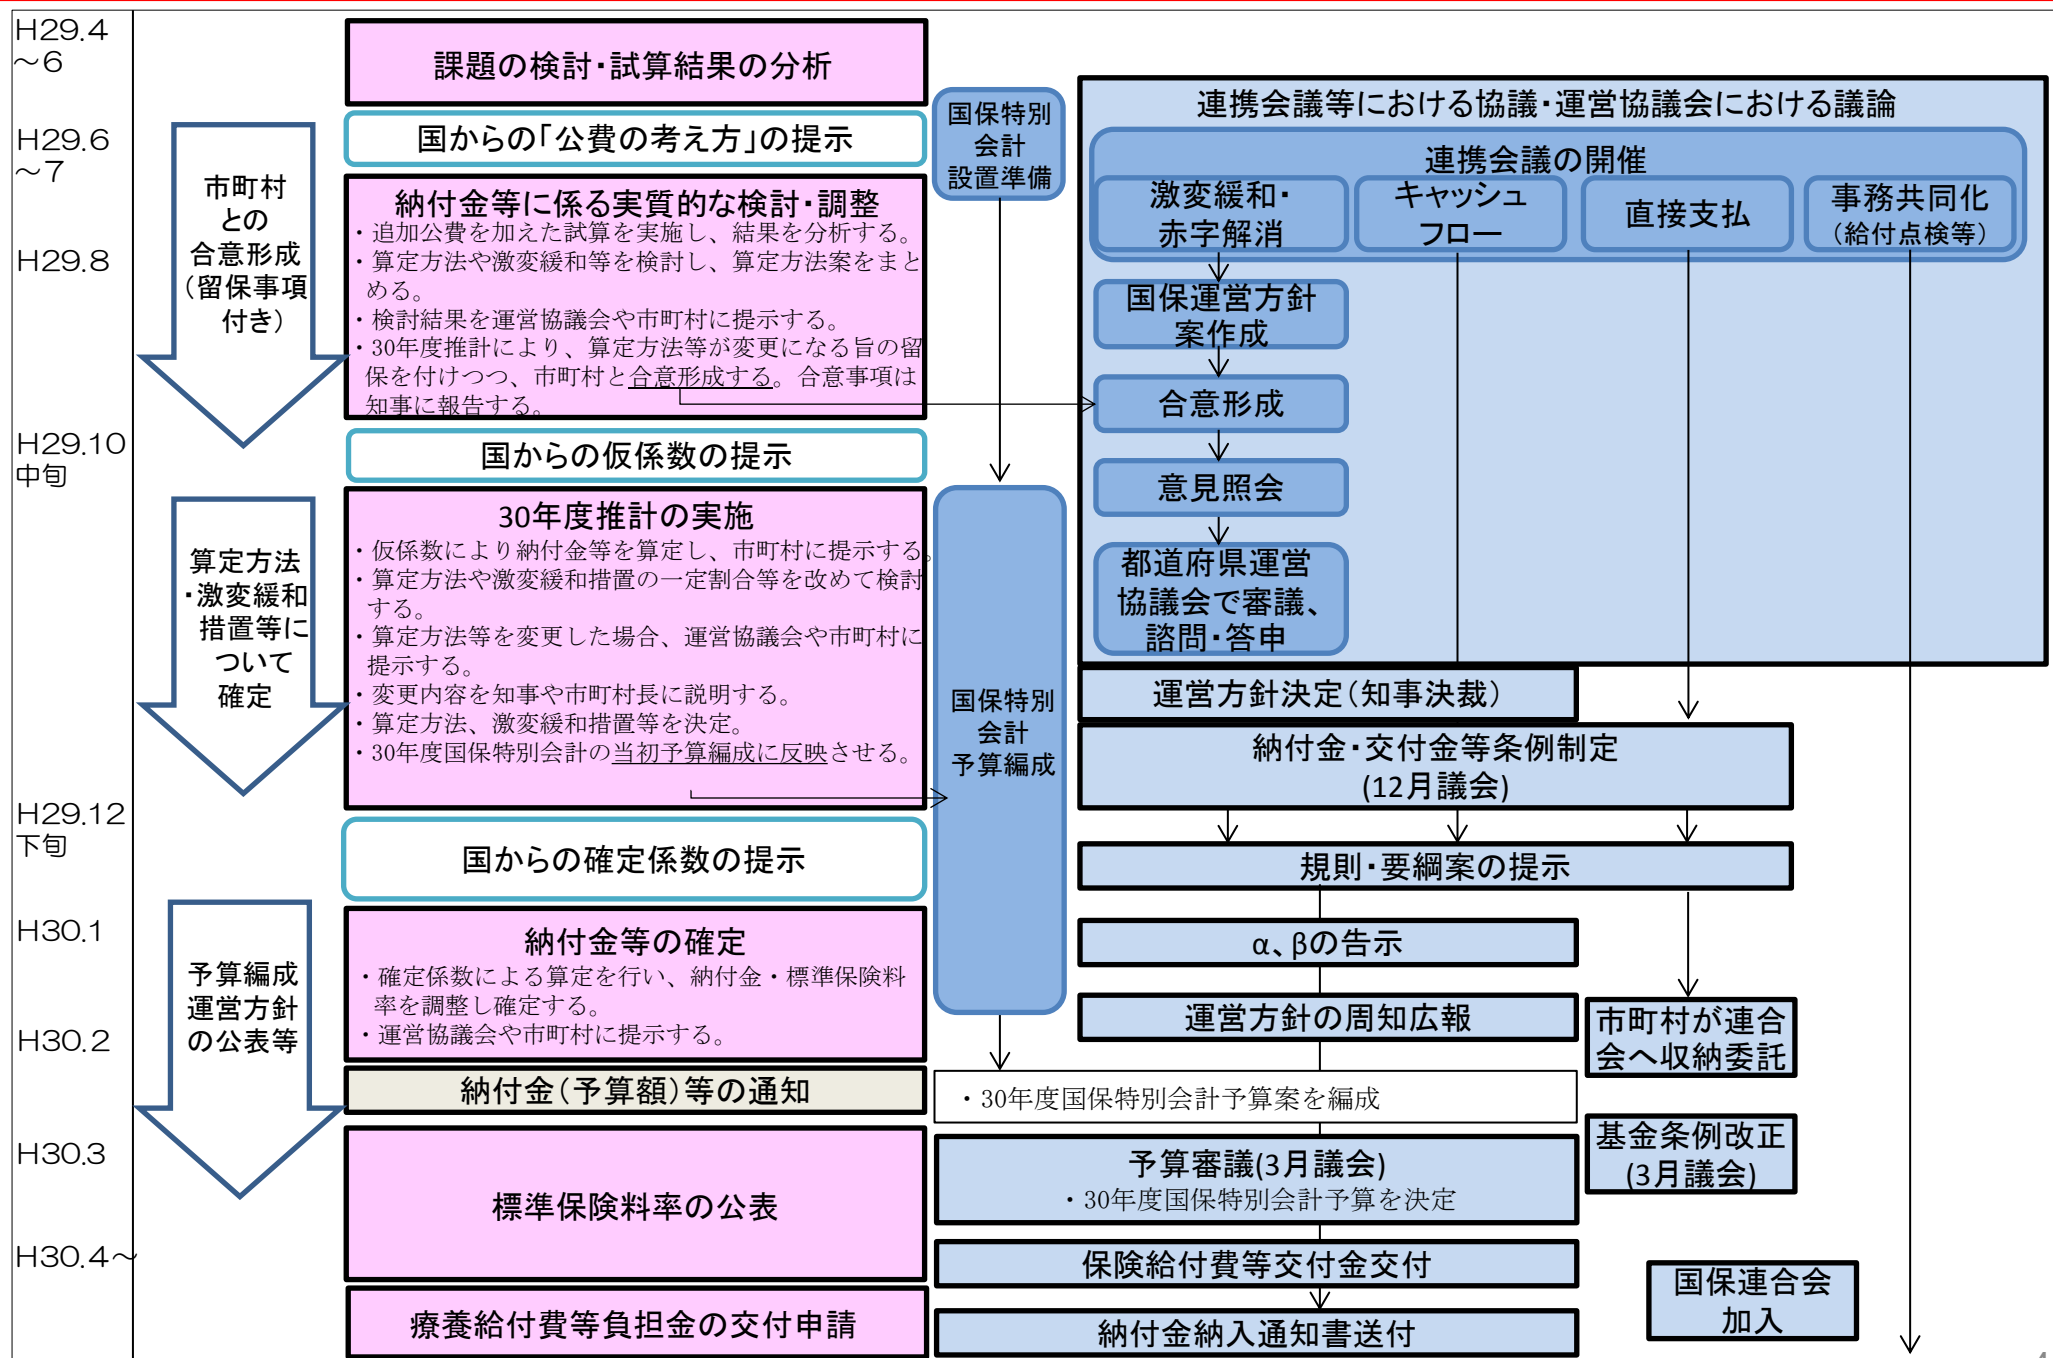 H29.4
～6
H29.6
～7
H29.8
H29.10
中旬
H29.12
下旬
H30.1
H30.2
H30.3
H30.4～
市町村
との
合意形成
（留保事項
付き）
算定方法
・激変緩和
措置等に
ついて
確定
予算編成
運営方針
の公表等
課題の検討・試算結果の分析
国からの「公費の考え方」の提示
納付金等に係る実質的な検討・調整
・追加公費を加えた試算を実施し、結果を分析する。
・算定方法や激変緩和等を検討し、算定方法案をまと
める。
・検討結果を運営協議会や市町村に提示する。
・30年度推計により、算定方法等が変更になる旨の留
保を付けつつ、市町村と合意形成する。合意事項は
知事に報告する。
国からの仮係数の提示
30年度推計の実施
・仮係数により納付金等を算定し、市町村に提示する。
・算定方法や激変緩和措置の一定割合等を改めて検討
する。
・算定方法等を変更した場合、運営協議会や市町村に
提示する。
・変更内容を知事や市町村長に説明する。
・算定方法、激変緩和措置等を決定。
・30年度国保特別会計の当初予算編成に反映させる。
国からの確定係数の提示
納付金等の確定
・確定係数による算定を行い、納付金・標準保険料
率を調整し確定する。
・運営協議会や市町村に提示する。
納付金（予算額）等の通知
標準保険料率の公表
療養給付費等負担金の交付申請
国保特別
会計
設置準備
国保特別
会計
予算編成
・30年度国保特別会計予算案を編成
予算審議(3月議会)
・30年度国保特別会計予算を決定
保険給付費等交付金交付
納付金納入通知書送付
連携会議等における協議・運営協議会における議論
連携会議の開催
激変緩和・
赤字解消
キャッシュ
フロー
直接支払
事務共同化
（給付点検等）
国保運営方針
案作成
合意形成
意見照会
都道府県運営
協議会で審議、
諮問・答申
運営方針決定（知事決裁）
納付金・交付金等条例制定
(12月議会)
規則・要綱案の提示
α、βの告示
運営方針の周知広報
市町村が連合
会へ収納委託
基金条例改正
(3月議会)
国保連合会
加入